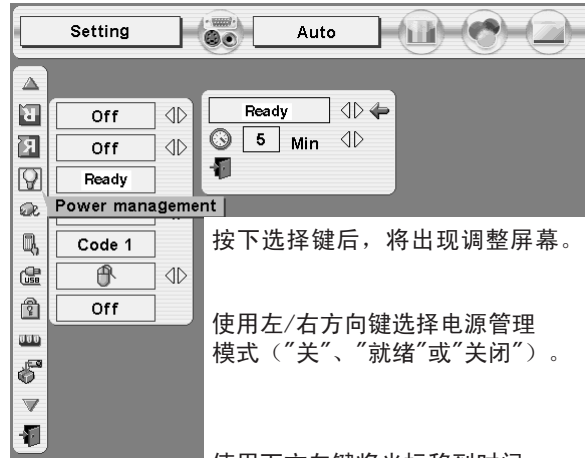 Setting
Auto
Off
Ready
Off
5 Min
Ready
Power management
Code 1
USB
Off
按下选择键后，将出现调整屏幕。
使用左/右方向键选择电源管理
模式（"关"、"就绪"或"关闭"）。